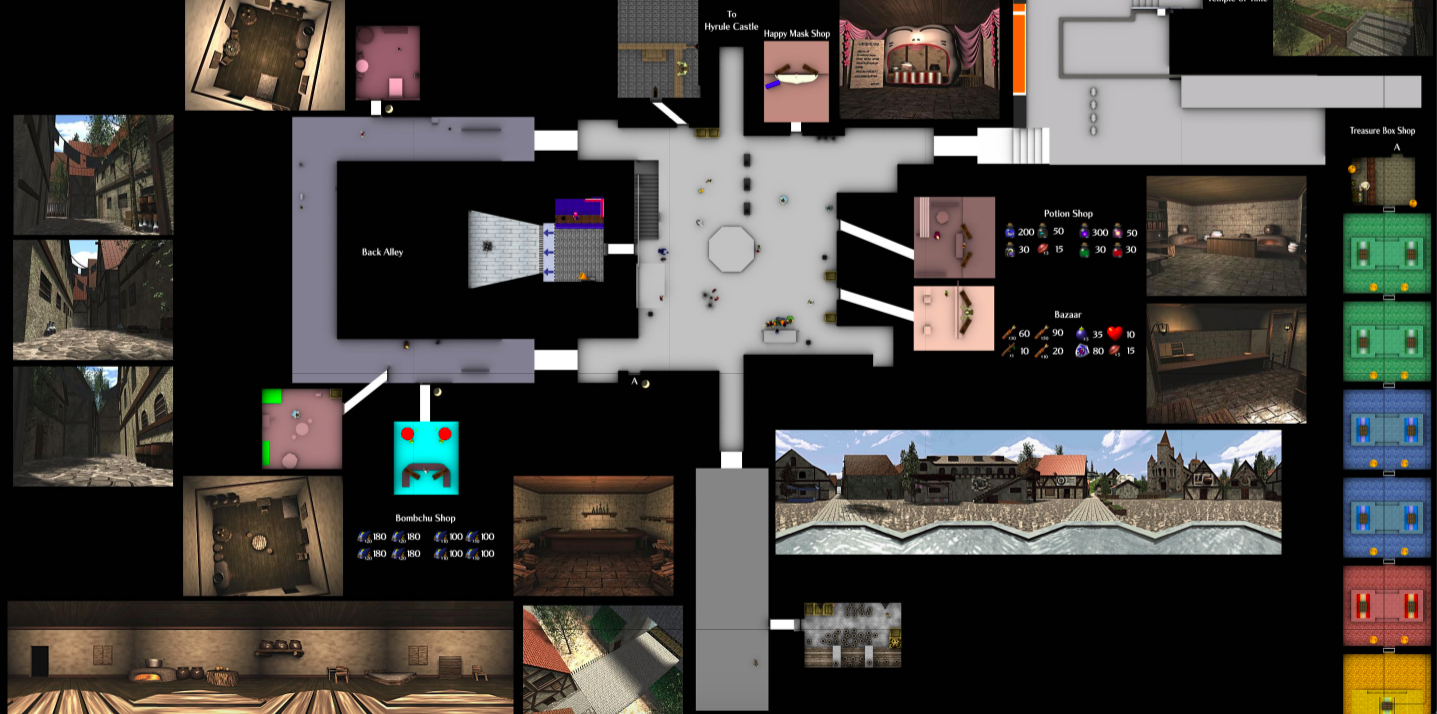 To
Hyrule Castle
Happy Mask Shop
Treasure Box Shop
A
Potion Shop
200 50 300 50
30 15 30 30
Back Alley
Bazaar
60 90 35 10
10 20 80 15
A
Bombchu Shop
180 180 100 100
180 180 100 100